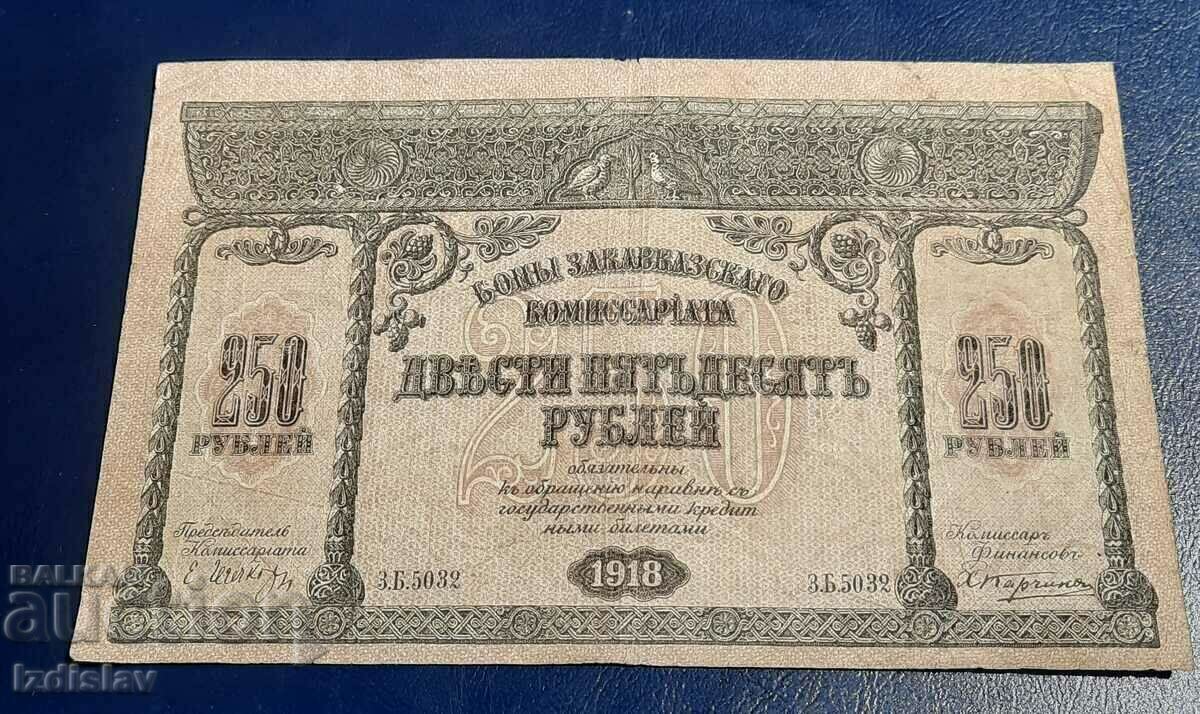 БОНЫ ЗАКАВКАЗСКАГО
КОМИССАРІАТА
ДВѢСТИ ПЯТЬДЕСЯТЪ
РУБЛЕЙ
250
250
РУБЛЕЙ
250
РУБЛЕЙ
обязательны
къ обращенію наравнѣ съ
государственными кредит
ными билетами
Предсѣдатель
Комиссаріата
Комиссаръ
Финансовъ
З.Б.5032
1918
З.Б.5032
BALKAN
auction
Izdislav